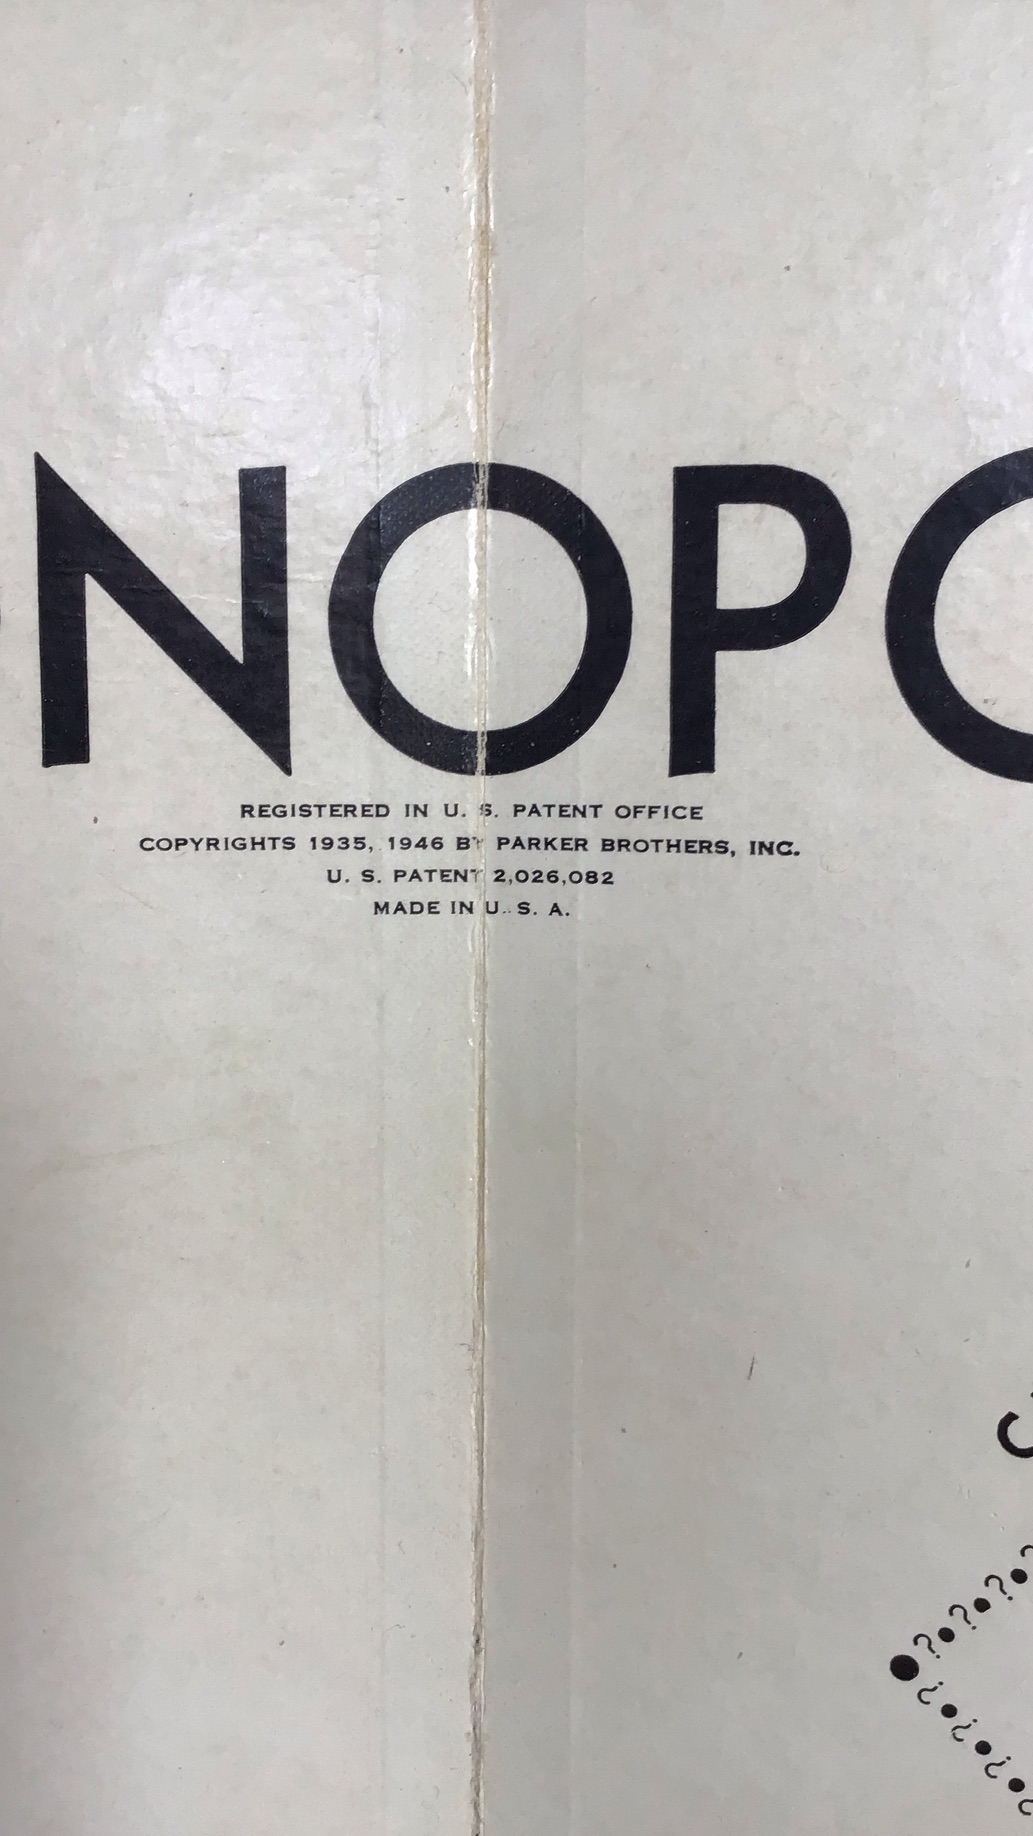 NOPO
REGISTERED IN U. S. PATENT OFFICE
COPYRIGHTS 1935, 1946 BY PARKER BROTHERS, INC.
U. S. PATENT 2,026,082
MADE IN U. S. A.